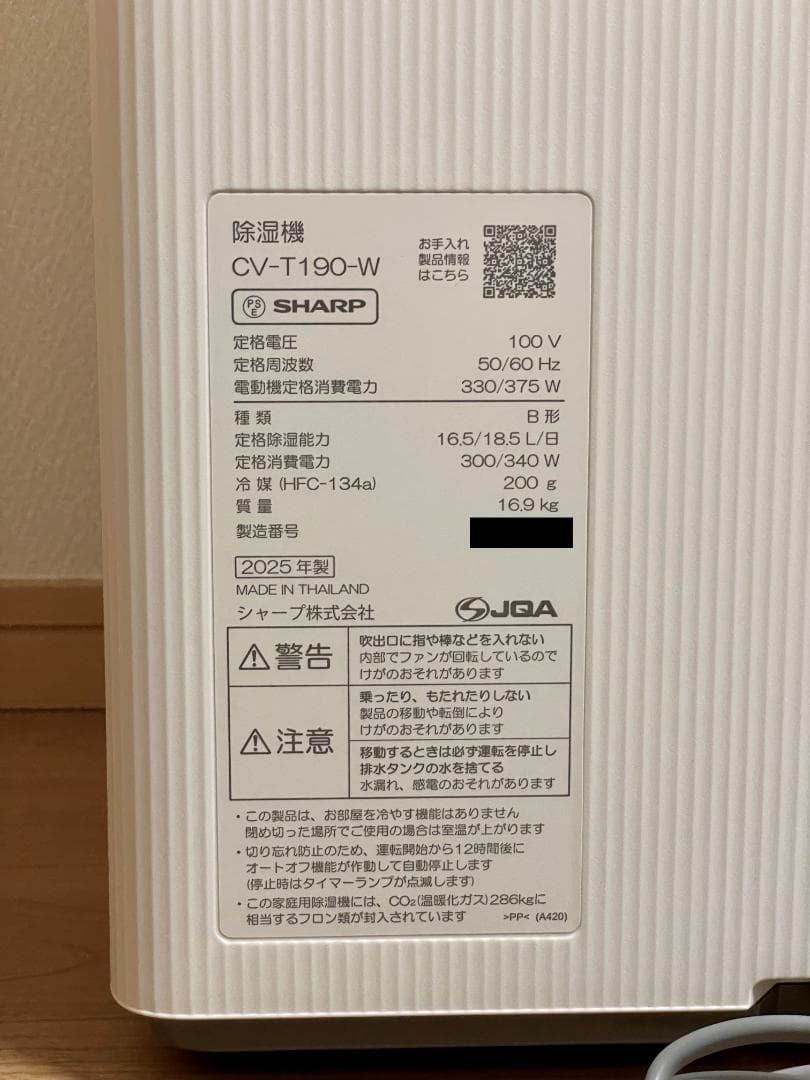 除湿機
CV-T190-W
お手入れ
製品情報
はこちら
PSE SHARP
定格電圧 100 V
定格周波数 50/60 Hz
電動機定格消費電力 330/375 W
種類 B形
定格除湿能力 16.5/18.5 L/日
定格消費電力 300/340 W
冷媒(HFC-134a) 200 g
質量 16.9 kg
製造番号
2025年製
MADE IN THAILAND
シャープ株式会社 JQA
警告
吹出口に指や棒などを入れない
内部でファンが回転しているので
けがのおそれがあります
注意
乗ったり、もたれたりしない
製品の移動や転倒により
けがのおそれがあります
移動するときは必ず運転を停止し
排水タンクの水を捨てる
水漏れ、感電のおそれがあります
・この製品は、お部屋を冷やす機能はありません
閉め切った場所でご使用の場合は室温が上がります
・切り忘れ防止のため、運転開始から12時間後に
オートオフ機能が作動して自動停止します
(停止時はタイマーランプが点滅します)
・この家庭用除湿機には、CO₂(温暖化ガス)286kgに
相当するフロン類が封入されています >PP< (A420)